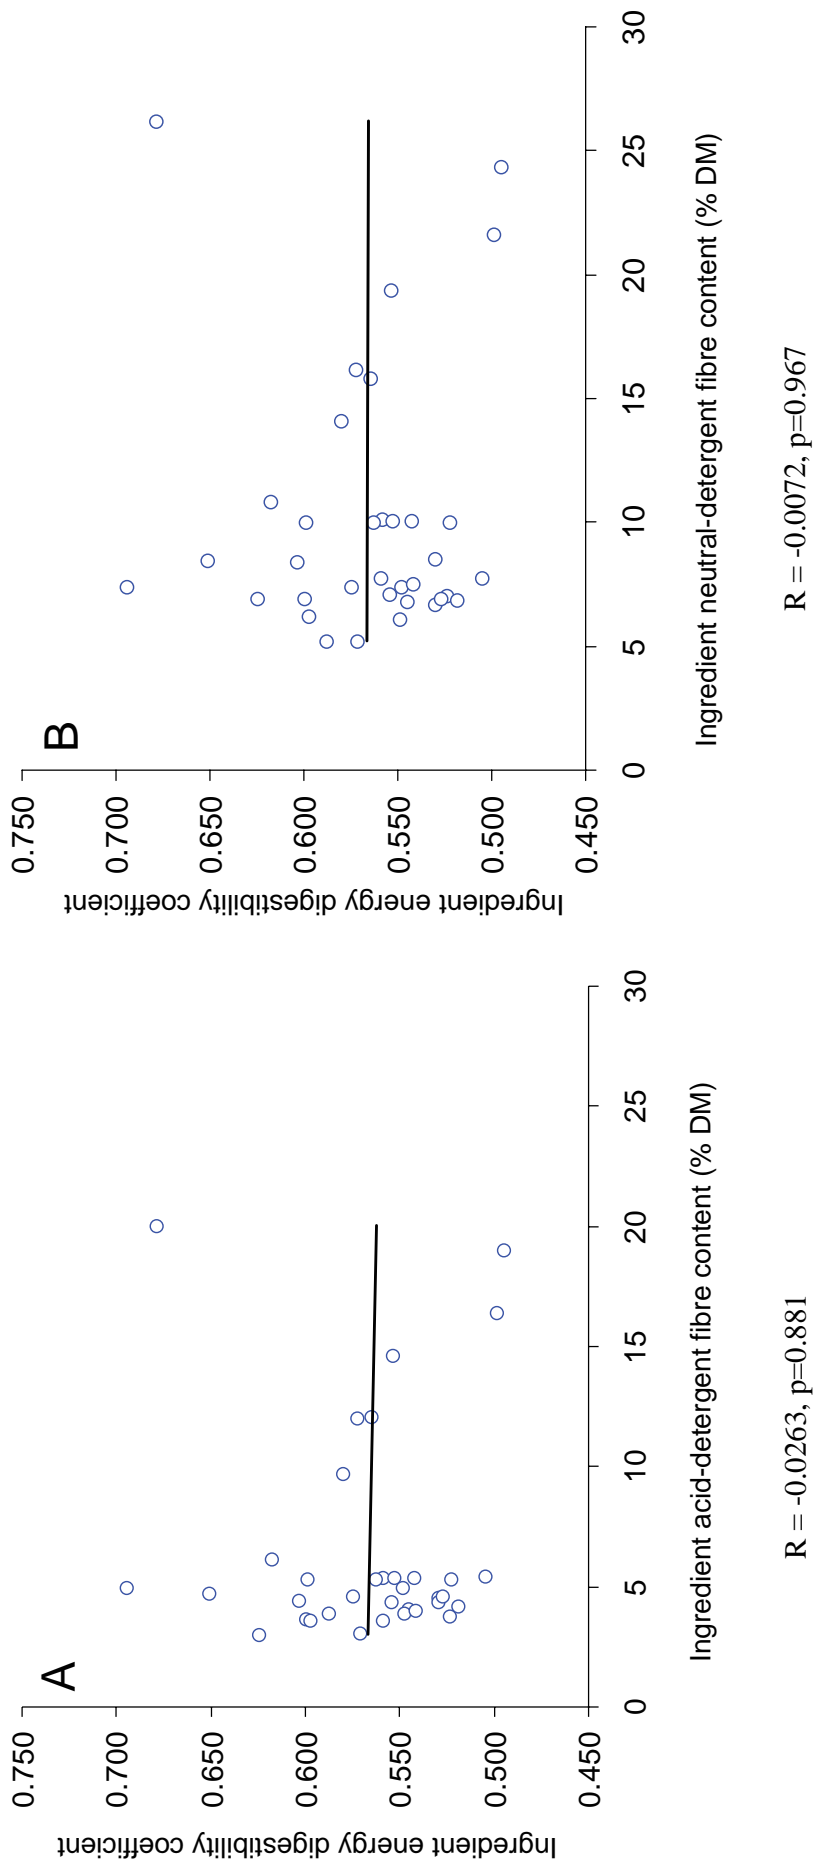 A
Ingredient energy digestibility coefficient
0.750
0.700
0.650
0.600
0.550
0.500
0.450
0 5 10 15 20 25 30
Ingredient acid-detergent fibre content (% DM)
R = -0.0263, p=0.881
B
Ingredient energy digestibility coefficient
0.750
0.700
0.650
0.600
0.550
0.500
0.450
0 5 10 15 20 25 30
Ingredient neutral-detergent fibre content (% DM)
R = -0.0072, p=0.967